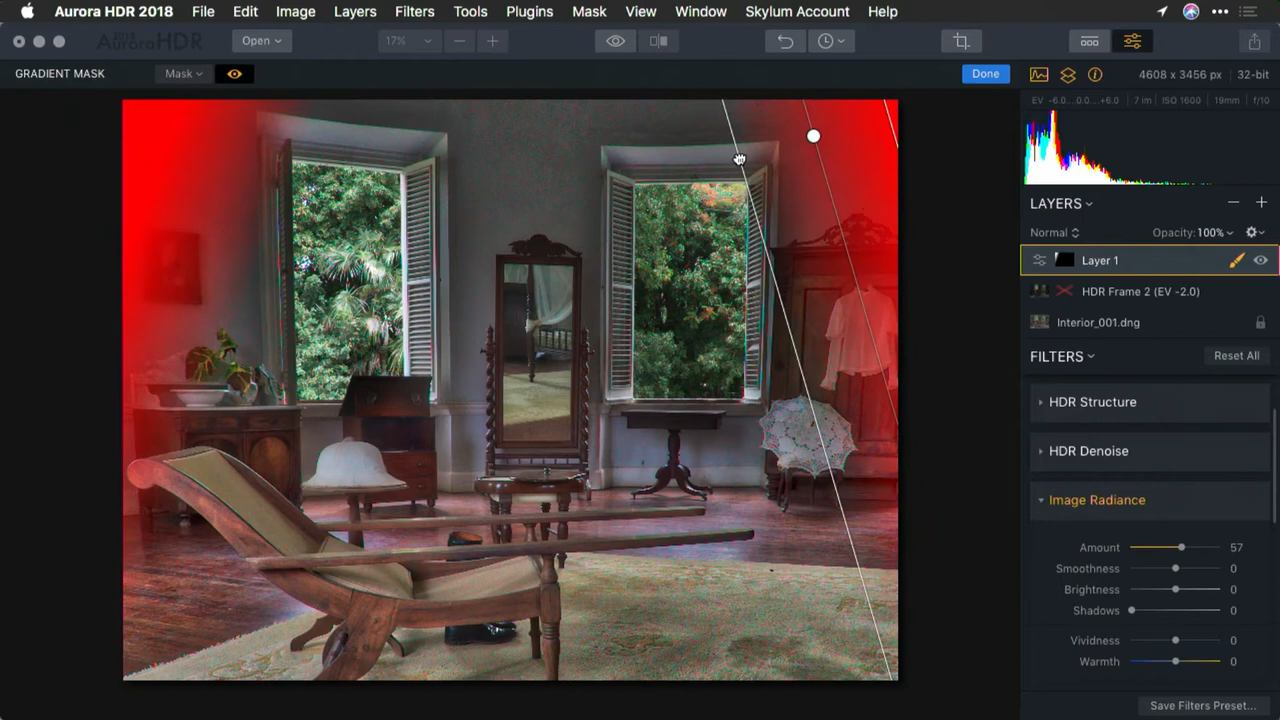 Aurora HDR 2018 File Edit Image Layers Filters Tools Plugins Mask View Window Skylum Account Help
2018 AuroraHDR Open 17%
GRADIENT MASK Mask Done 4608 x 3456 px 32-bit
EV -6.0...0.0...+6.0 7 im ISO 1600 19mm f/10
LAYERS
Normal Opacity: 100%
Layer 1
HDR Frame 2 (EV -2.0)
Interior_001.dng
FILTERS Reset All
HDR Structure
HDR Denoise
Image Radiance
Amount 57
Smoothness 0
Brightness 0
Shadows 0
Vividness 0
Warmth 0
Save Filters Preset...